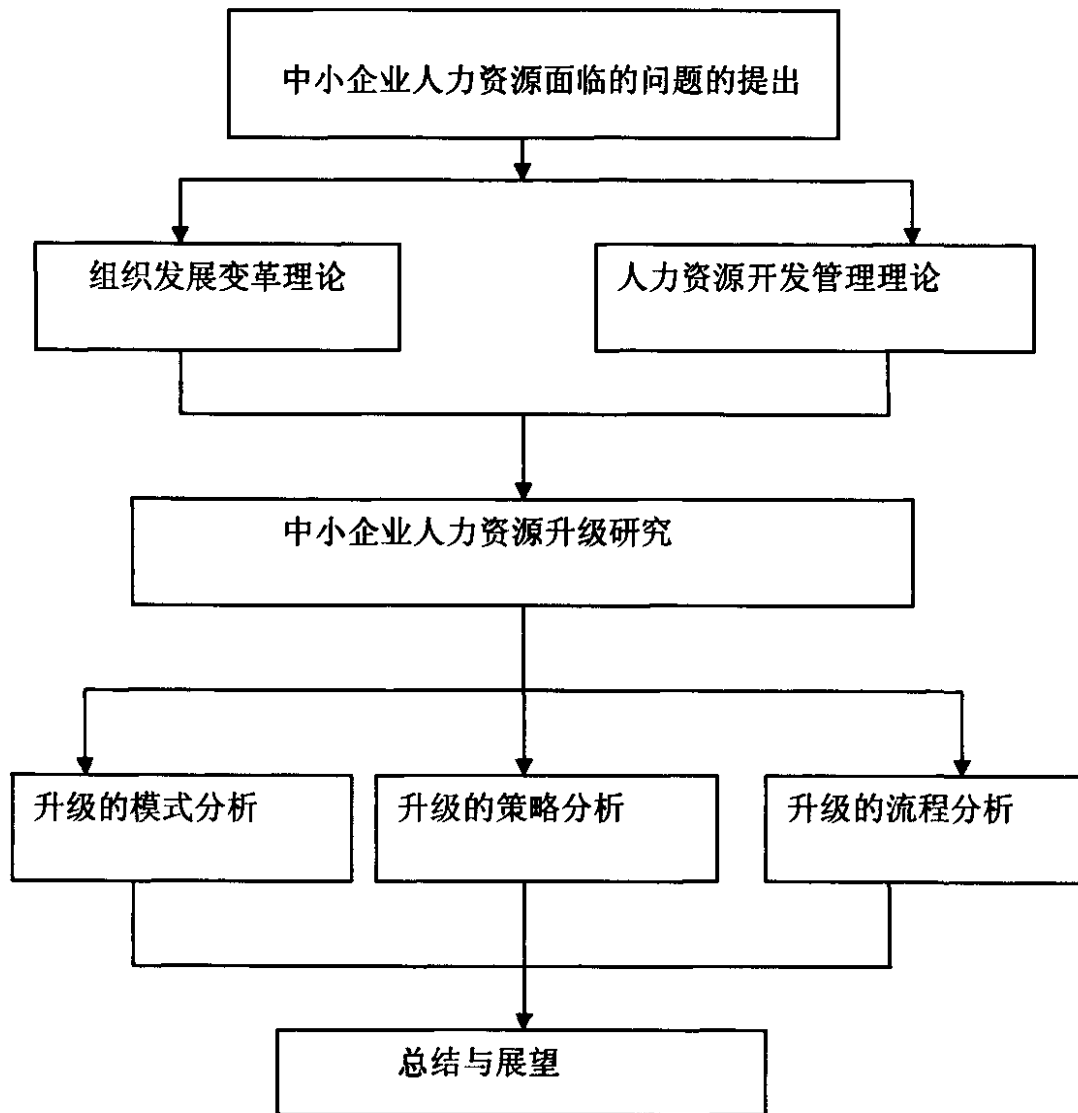 中小企业人力资源面临的问题的提出
组织发展变革理论
人力资源开发管理理论
中小企业人力资源升级研究
升级的模式分析
升级的策略分析
升级的流程分析
总结与展望